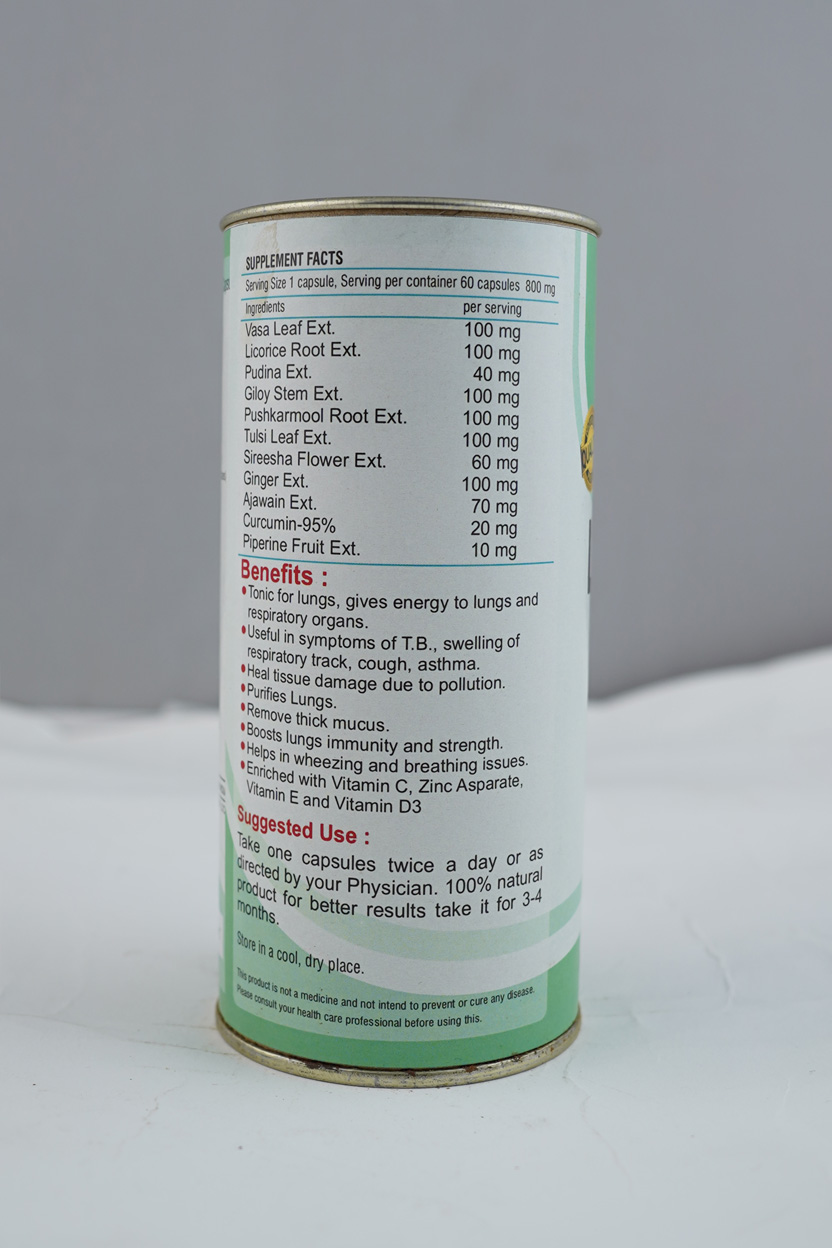 SUPPLEMENT FACTS
Serving Size 1 capsule, Serving per container 60 capsules 800 mg
Ingredients per serving
Vasa Leaf Ext. 100 mg
Licorice Root Ext. 100 mg
Pudina Ext. 40 mg
Giloy Stem Ext. 100 mg
Pushkarmool Root Ext. 100 mg
Tulsi Leaf Ext. 100 mg
Sireesha Flower Ext. 60 mg
Ginger Ext. 100 mg
Ajawain Ext. 70 mg
Curcumin-95% 20 mg
Piperine Fruit Ext. 10 mg
Benefits :
•Tonic for lungs, gives energy to lungs and
respiratory organs.
•Useful in symptoms of T.B., swelling of
respiratory track, cough, asthma.
•Heal tissue damage due to pollution.
•Purifies Lungs.
•Remove thick mucus.
•Boosts lungs immunity and strength.
•Helps in wheezing and breathing issues.
•Enriched with Vitamin C, Zinc Asparate,
Vitamin E and Vitamin D3
Suggested Use :
Take one capsules twice a day or as
directed by your Physician. 100% natural
product for better results take it for 3-4
months.
Store in a cool, dry place.
This product is not a medicine and not intend to prevent or cure any disease.
Please consult your health care professional before using this.